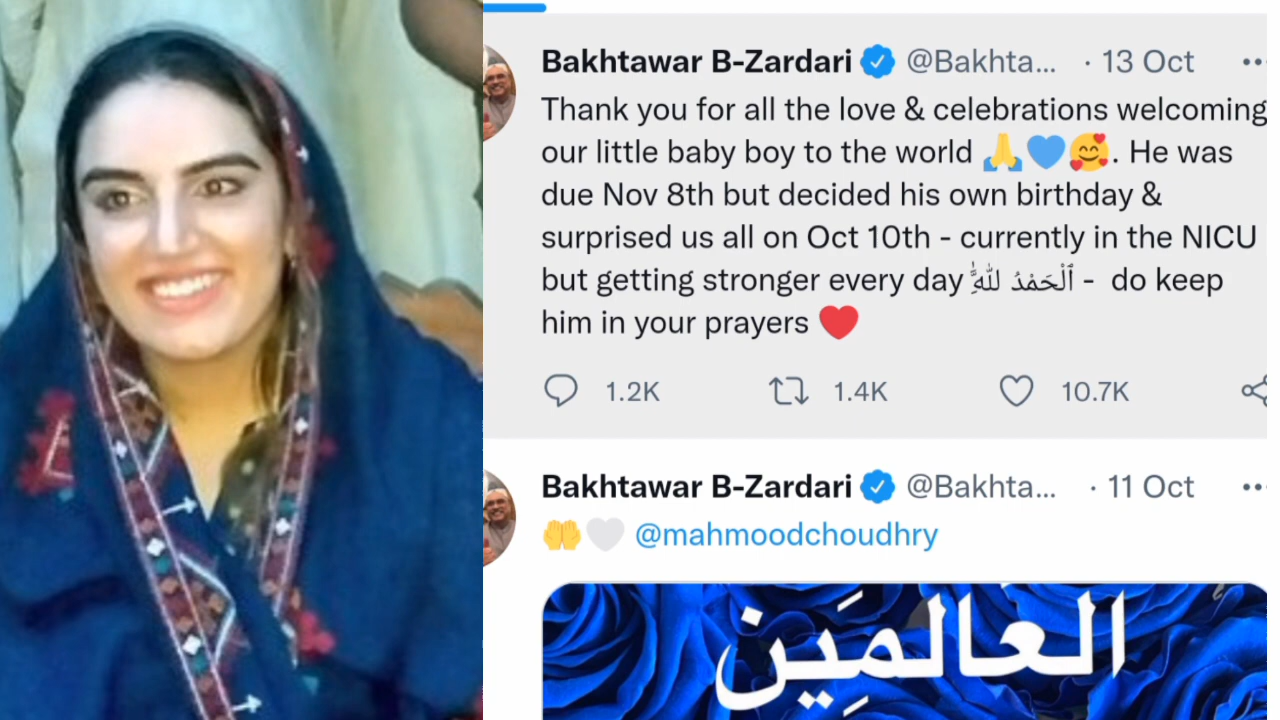 Bakhtawar B-Zardari @Bakhta... · 13 Oct
Thank you for all the love & celebrations welcoming
our little baby boy to the world 🙏💙🥰. He was
due Nov 8th but decided his own birthday &
surprised us all on Oct 10th - currently in the NICU
but getting stronger every day ٱلْحَمْدُ لِلَّٰهِ - do keep
him in your prayers ❤️
1.2K 1.4K 10.7K
Bakhtawar B-Zardari @Bakhta... · 11 Oct
🤲🤍 @mahmoodchoudhry
العالَمِين